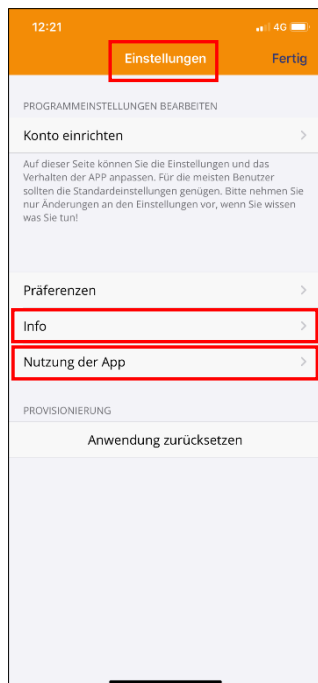 12:21
4G
Einstellungen
Fertig
PROGRAMMEINSTELLUNGEN BEARBEITEN
Konto einrichten
Auf dieser Seite können Sie die Einstellungen und das
Verhalten der APP anpassen. Für die meisten Benutzer
sollten die Standardeinstellungen genügen. Bitte nehmen Sie
nur Änderungen an den Einstellungen vor, wenn Sie wissen
was Sie tun!
Präferenzen
Info
Nutzung der App
PROVISIONIERUNG
Anwendung zurücksetzen